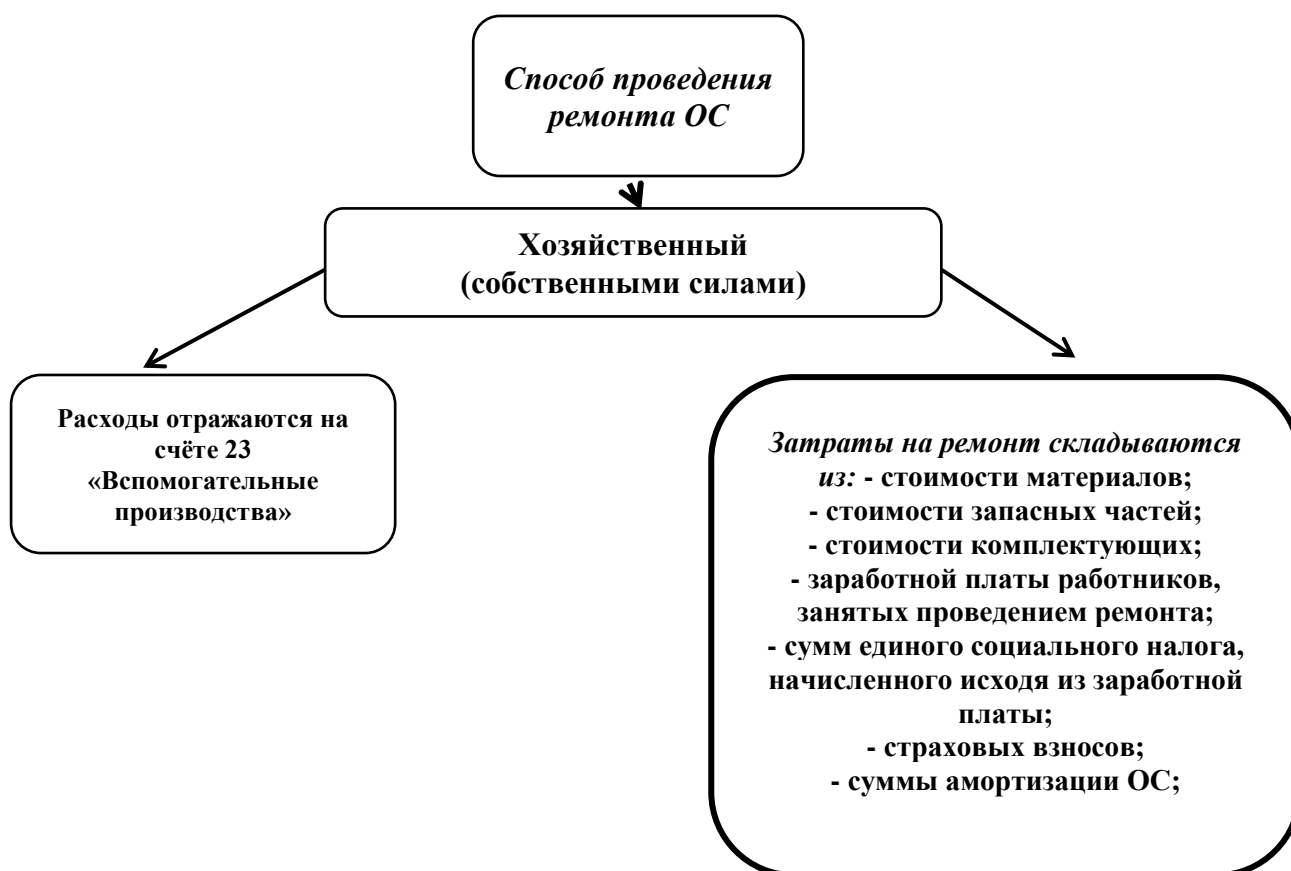 Способ проведения
ремонта ОС
Хозяйственный
(собственными силами)
Расходы отражаются на
счёте 23
«Вспомогательные
производства»
Затраты на ремонт складываются
из: - стоимости материалов;
- стоимости запасных частей;
- стоимости комплектующих;
- заработной платы работников,
занятых проведением ремонта;
- сумм единого социального налога,
начисленного исходя из заработной
платы;
- страховых взносов;
- суммы амортизации ОС;